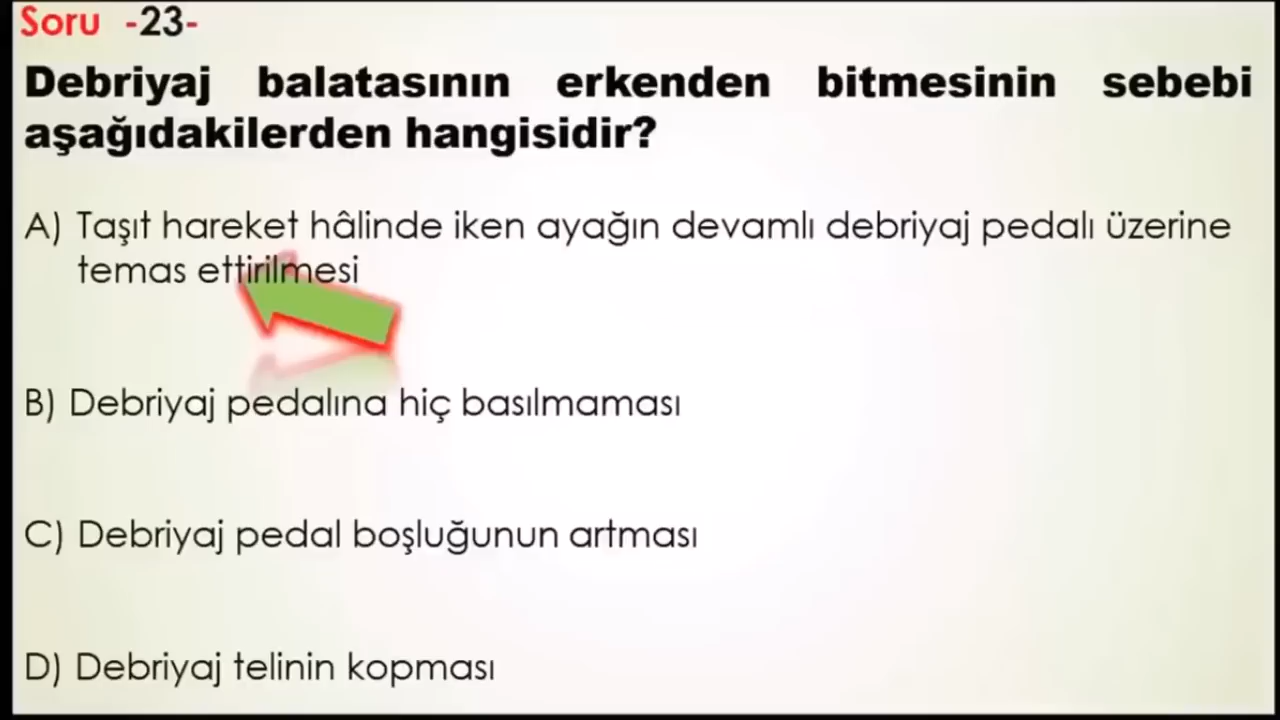 Soru -23-
Debriyaj balatasının erkenden bitmesinin sebebi
aşağıdakilerden hangisidir?
A) Taşıt hareket hâlinde iken ayağın devamlı debriyaj pedalı üzerine
temas ettirilmesi
B) Debriyaj pedalına hiç basılmaması
C) Debriyaj pedal boşluğunun artması
D) Debriyaj telinin kopması